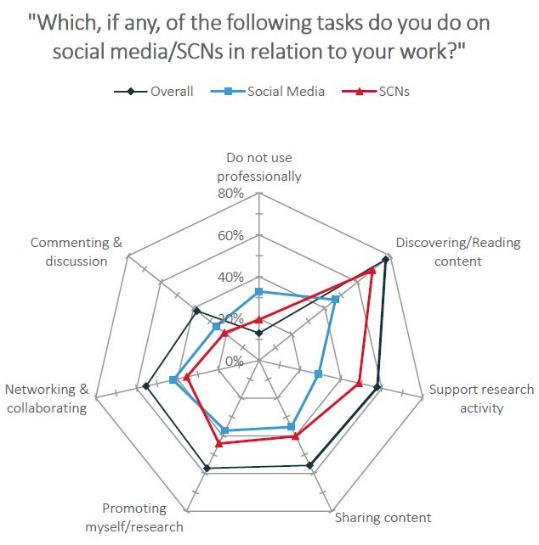 "Which, if any, of the following tasks do you do on
social media/SCNs in relation to your work?"
Overall
Social Media
SCNs
Do not use
professionally
80%
60%
40%
20%
0%
Commenting &
discussion
Discovering/Reading
content
Networking &
collaborating
Support research
activity
Promoting
myself/research
Sharing content